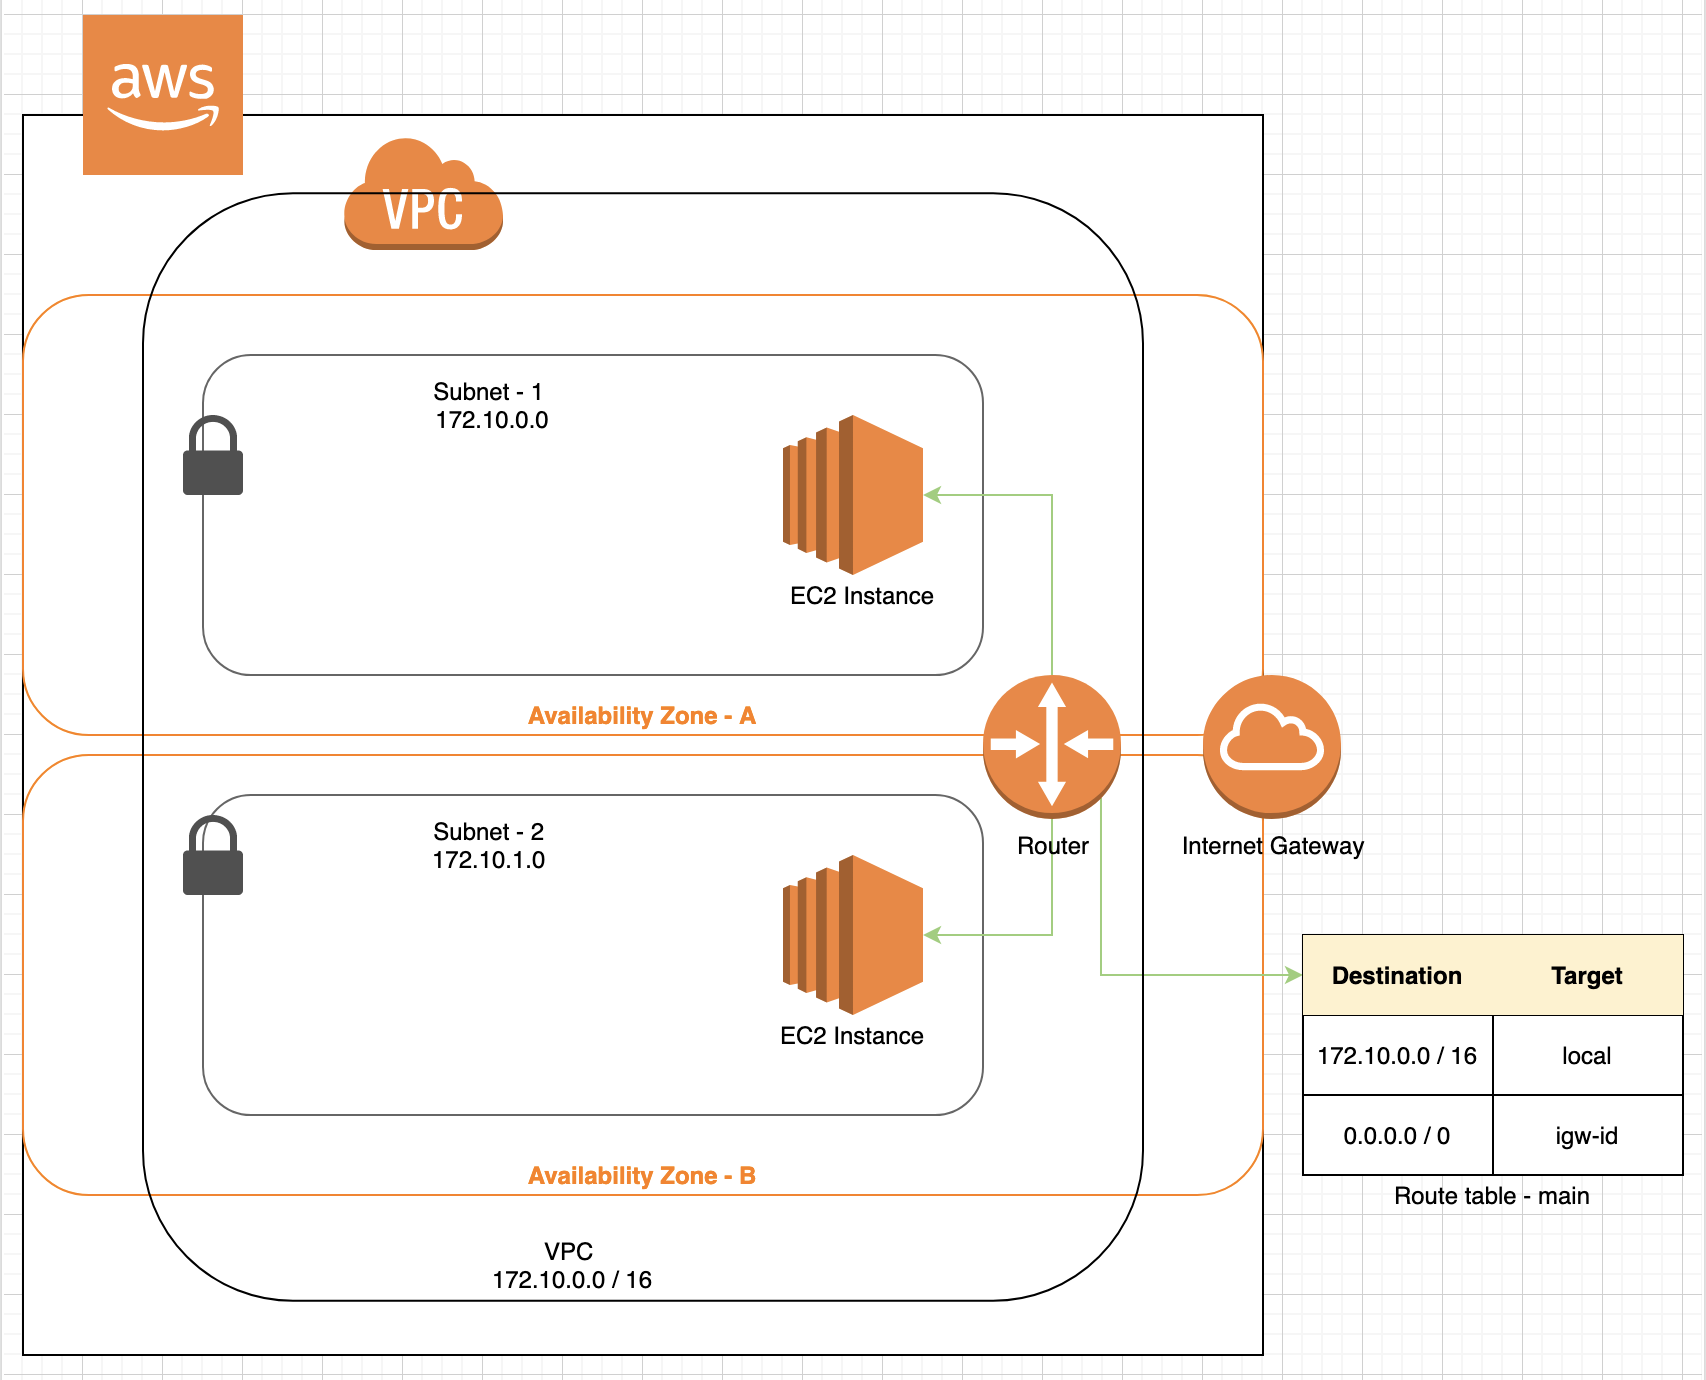 aws
VPC
Subnet - 1
172.10.0.0
EC2 Instance
Availability Zone - A
Subnet - 2
172.10.1.0
EC2 Instance
Router
Internet Gateway
Availability Zone - B
VPC
172.10.0.0 / 16
Destination Target
172.10.0.0 / 16 local
0.0.0.0 / 0 igw-id
Route table - main